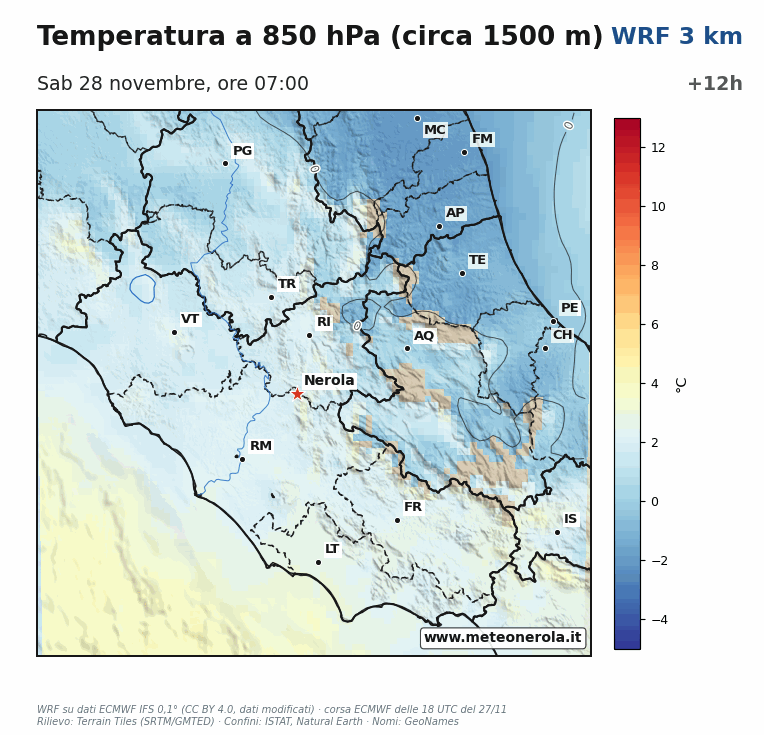 Temperatura a 850 hPa (circa 1500 m) WRF 3 km
Sab 28 novembre, ore 07:00 +12h
MC
FM
PG
AP
TE
TR
PE
VT
RI
AQ
CH
Nerola
RM
FR
IS
LT
0
0
0
12
10
8
6
4
2
0
−2
−4
°C
www.meteonerola.it
WRF su dati ECMWF IFS 0,1° (CC BY 4.0, dati modificati) · corsa ECMWF delle 18 UTC del 27/11
Rilievo: Terrain Tiles (SRTM/GMTED) · Confini: ISTAT, Natural Earth · Nomi: GeoNames